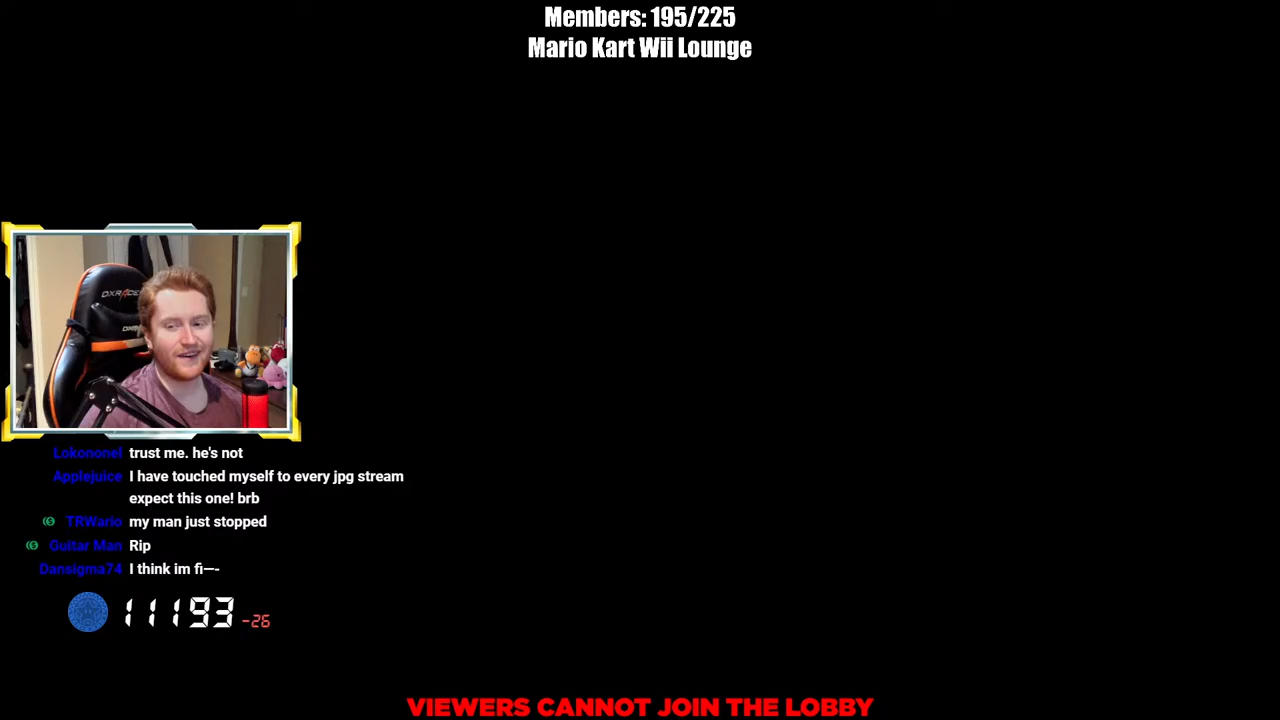 Members: 195/225
Mario Kart Wii Lounge
DXRACER
Lokononel trust me. he's not
Applejuice I have touched myself to every jpg stream
expect this one! brb
TRWario my man just stopped
Guitar Man Rip
Dansigma74 I think im fi—-
11193 -26
VIEWERS CANNOT JOIN THE LOBBY